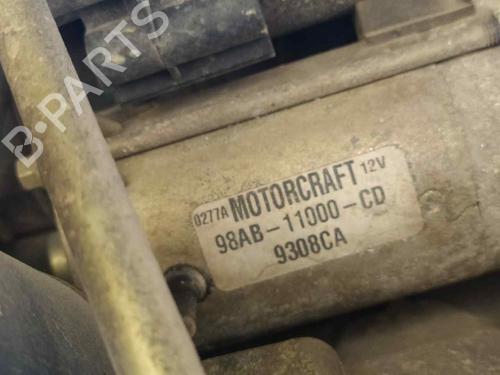 B-PARTS
0277A MOTORCRAFT 12V
98AB-11000-CD
9308CA